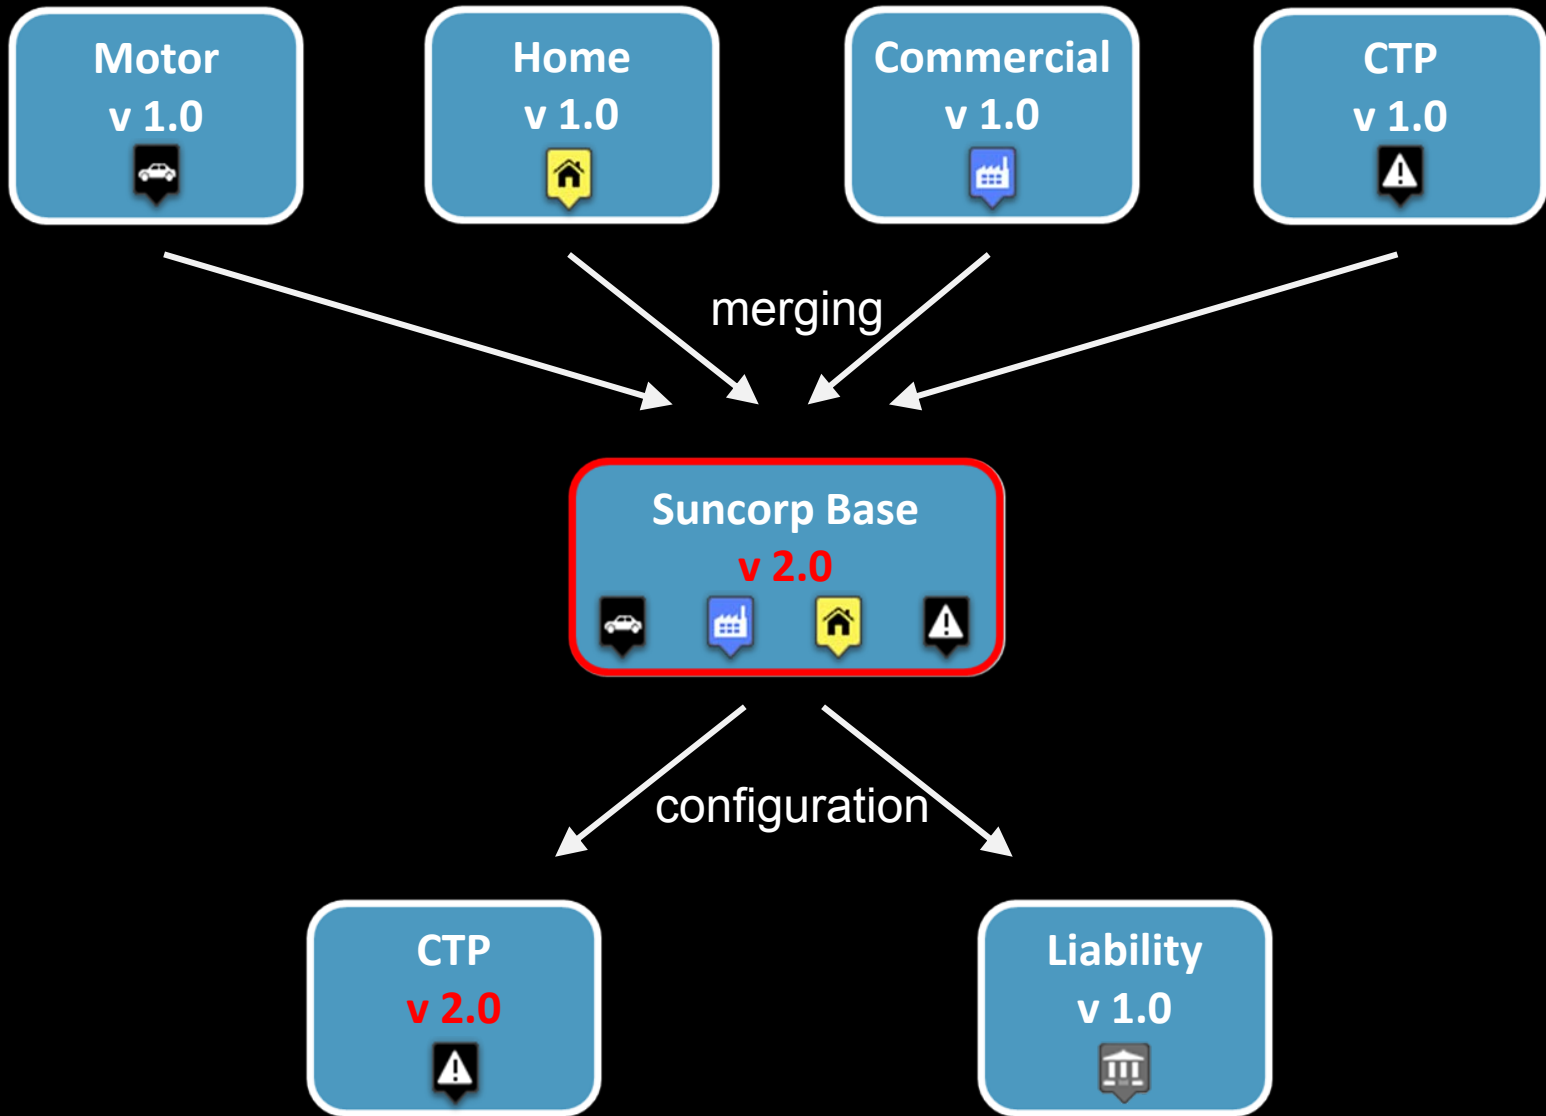 Motor
v 1.0
Home
v 1.0
Commercial
v 1.0
CTP
v 1.0
merging
Suncorp Base
v 2.0
configuration
CTP
v 2.0
Liability
v 1.0